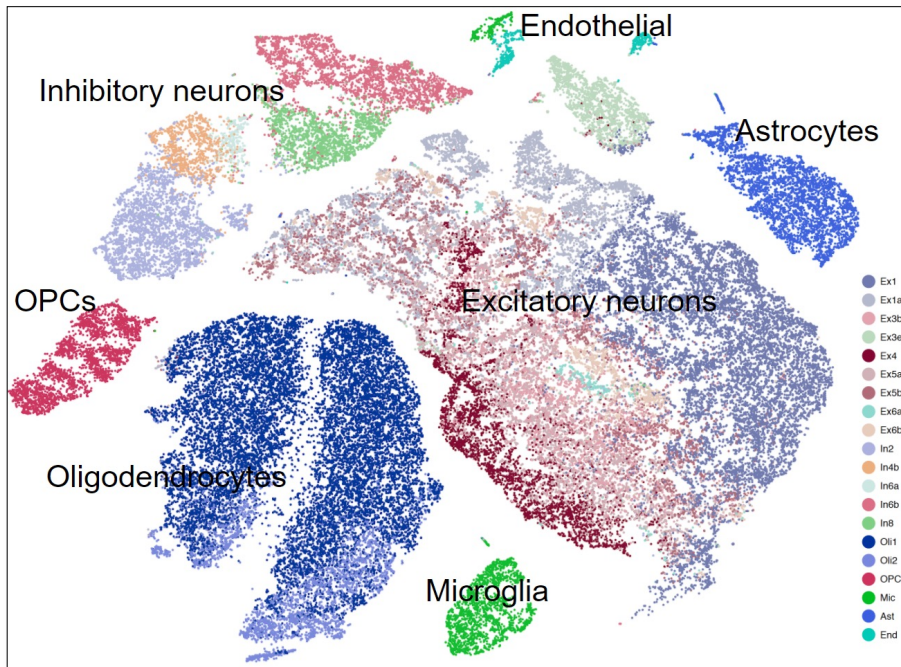 Endothelial
Inhibitory neurons
Astrocytes
OPCs
Excitatory neurons
Oligodendrocytes
Microglia
Ex1
Ex1a
Ex3b
Ex3e
Ex4
Ex5a
Ex5b
Ex6a
Ex6b
In2
In4b
In6a
In6b
In8
Oli1
Oli2
OPC
Mic
Ast
End